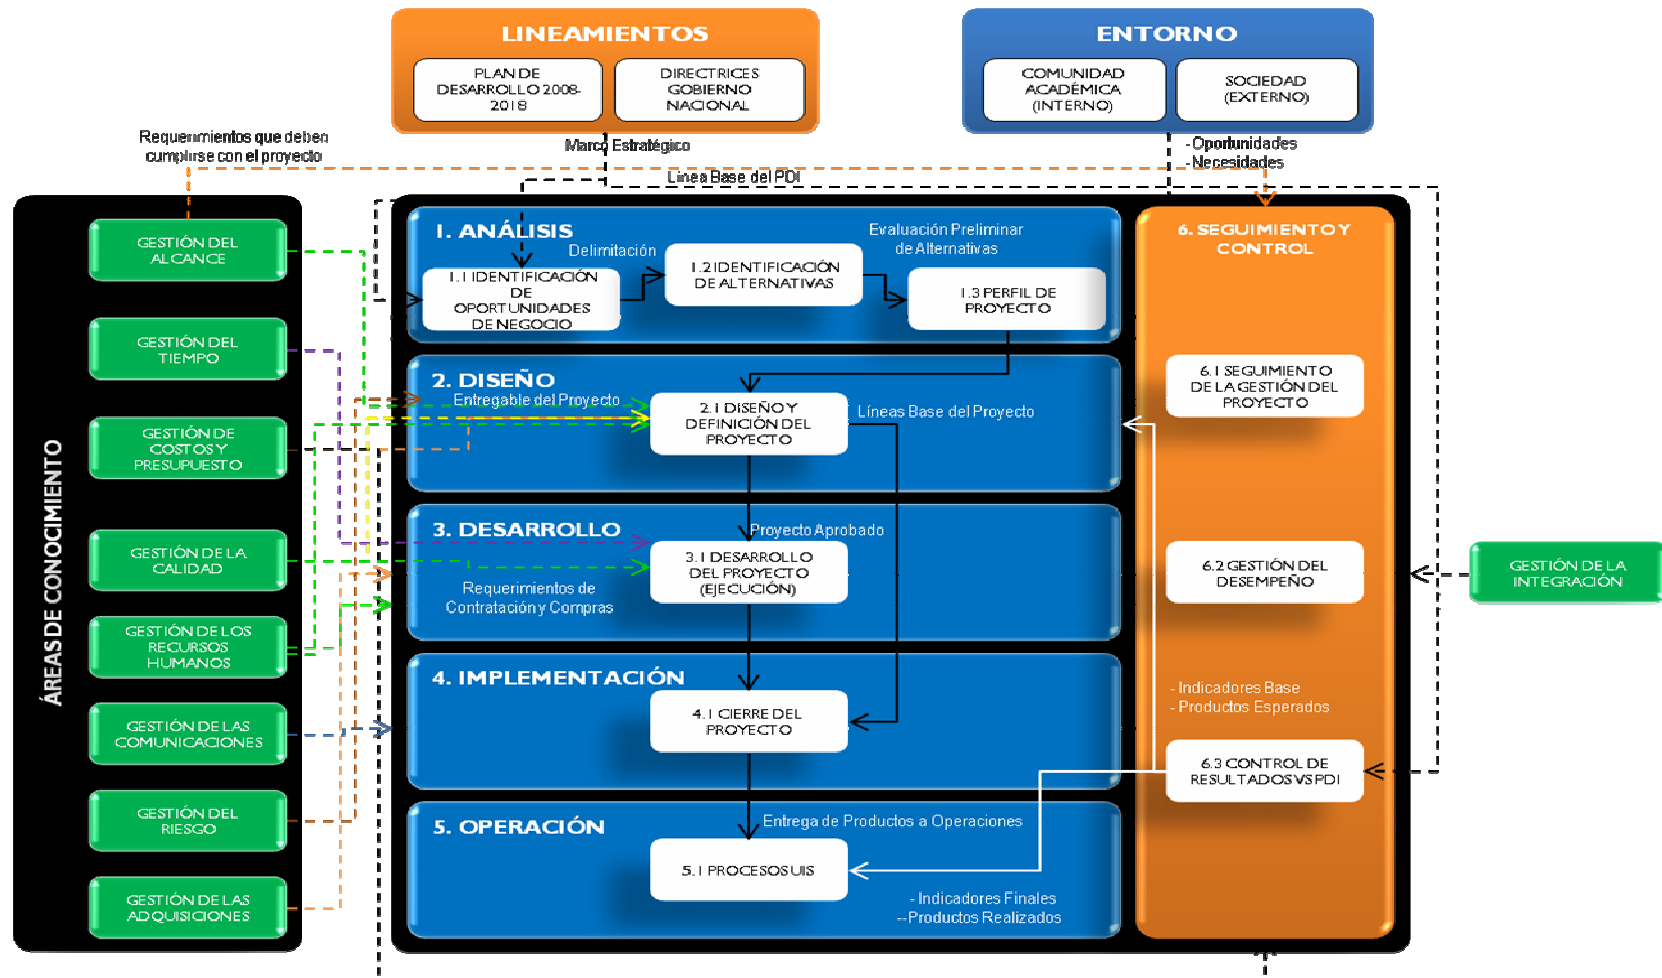 LINEAMIENTOS
PLAN DE
DESARROLLO 2008-
2018
DIRECTRICES
GOBIERNO
NACIONAL
ENTORNO
COMUNIDAD
ACADÉMICA
(INTERNO)
SOCIEDAD
(EXTERNO)
Requerimientos que deben
cumplirse con el proyecto
Marco Estratégico
- Oportunidades
- Necesidades
Línea Base del PDI
ÁREAS DE CONOCIMIENTO
GESTIÓN DEL
ALCANCE
GESTIÓN DEL
TIEMPO
GESTIÓN DE
COSTOS Y
PRESUPUESTO
GESTIÓN DE LA
CALIDAD
GESTIÓN DE LOS
RECURSOS
HUMANOS
GESTIÓN DE LAS
COMUNICACIONES
GESTIÓN DEL
RIESGO
GESTIÓN DE LAS
ADQUISICIONES
1. ANÁLISIS
Delimitación
Evaluación Preliminar
de Alternativas
1.1 IDENTIFICACIÓN
DE
OPORTUNIDADES
DE NEGOCIO
1.2 IDENTIFICACIÓN
DE ALTERNATIVAS
1.3 PERFIL DE
PROYECTO
2. DISEÑO
Entregable del Proyecto
2.1 DISEÑO Y
DEFINICIÓN DEL
PROYECTO
Líneas Base del Proyecto
3. DESARROLLO
Proyecto Aprobado
3.1 DESARROLLO
DEL PROYECTO
(EJECUCIÓN)
Requerimientos de
Contratación y Compras
4. IMPLEMENTACIÓN
4.1 CIERRE DEL
PROYECTO
5. OPERACIÓN
Entrega de Productos a Operaciones
5.1 PROCESOS UIS
- Indicadores Finales
--Productos Realizados
6. SEGUIMIENTO Y
CONTROL
6.1 SEGUIMIENTO
DE LA GESTIÓN DEL
PROYECTO
6.2 GESTIÓN DEL
DESEMPEÑO
- Indicadores Base
- Productos Esperados
6.3 CONTROL DE
RESULTADOS VS PDI
GESTIÓN DE LA
INTEGRACIÓN